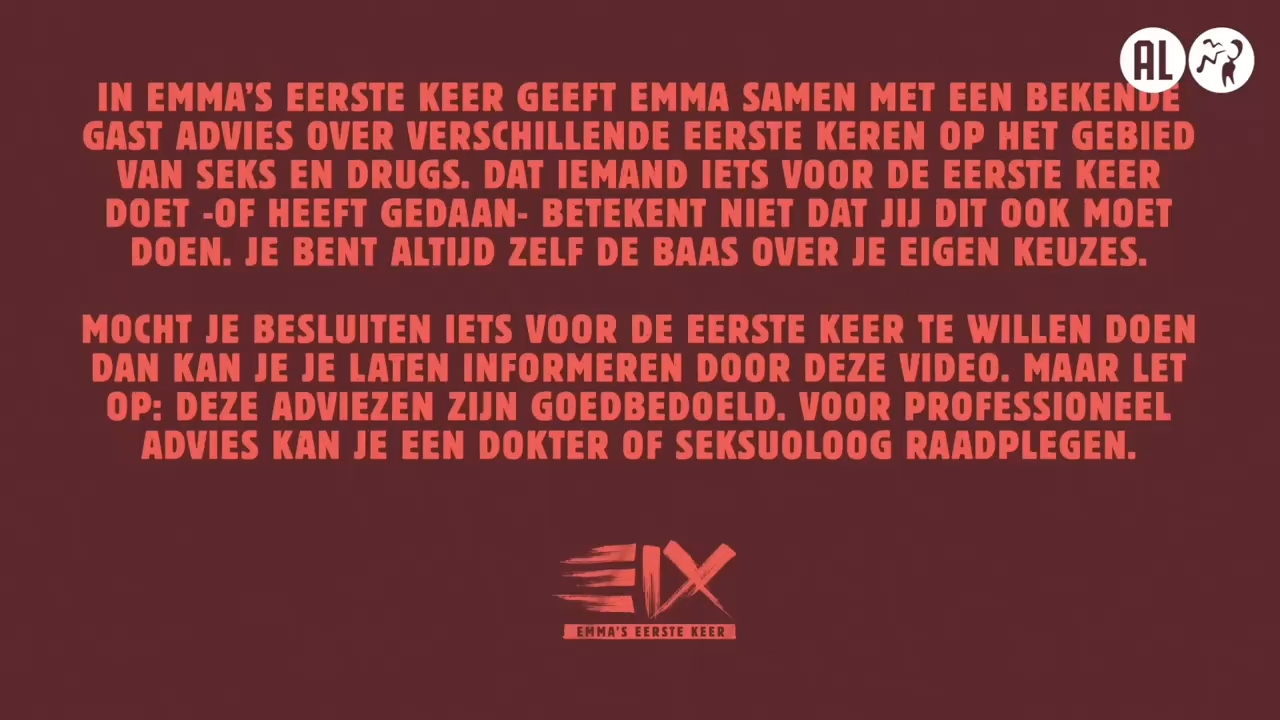 AL
IN EMMA'S EERSTE KEER GEEFT EMMA SAMEN MET EEN BEKENDE
GAST ADVIES OVER VERSCHILLENDE EERSTE KEREN OP HET GEBIED
VAN SEKS EN DRUGS. DAT IEMAND IETS VOOR DE EERSTE KEER
DOET -OF HEEFT GEDAAN- BETEKENT NIET DAT JIJ DIT OOK MOET
DOEN. JE BENT ALTIJD ZELF DE BAAS OVER JE EIGEN KEUZES.
MOCHT JE BESLUITEN IETS VOOR DE EERSTE KEER TE WILLEN DOEN
DAN KAN JE JE LATEN INFORMEREN DOOR DEZE VIDEO. MAAR LET
OP: DEZE ADVIEZEN ZIJN GOEDBEDOELD. VOOR PROFESSIONEEL
ADVIES KAN JE EEN DOKTER OF SEKSUOLOOG RAADPLEGEN.
E1X
EMMA'S EERSTE KEER